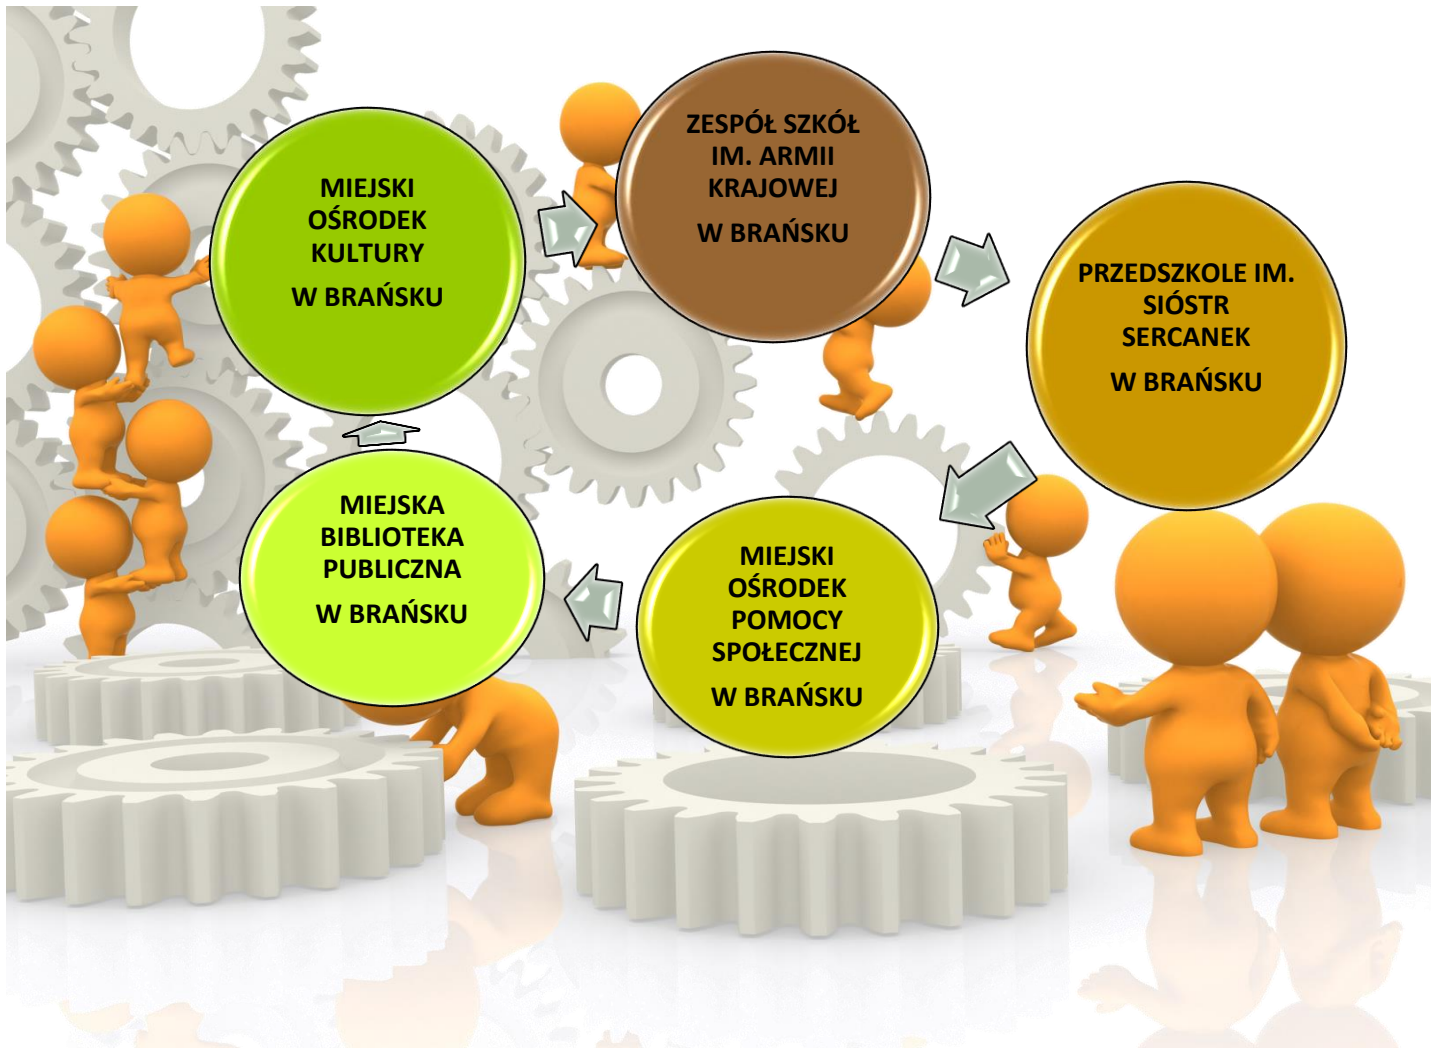 MIEJSKI
OŚRODEK
KULTURY
W BRAŃSKU
ZESPÓŁ SZKÓŁ
IM. ARMII
KRAJOWEJ
W BRAŃSKU
PRZEDSZKOLE IM.
SIÓSTR
SERCANEK
W BRAŃSKU
MIEJSKI
OŚRODEK
POMOCY
SPOŁECZNEJ
W BRAŃSKU
MIEJSKA
BIBLIOTEKA
PUBLICZNA
W BRAŃSKU